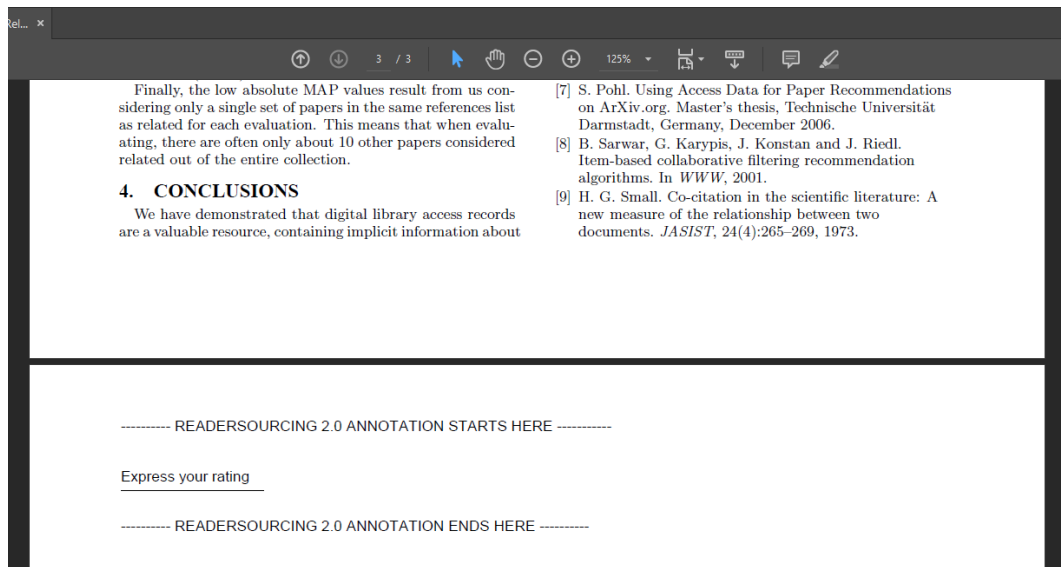 Rel... ×
3 / 3
125%
Finally, the low absolute MAP values result from us con-
sidering only a single set of papers in the same references list
as related for each evaluation. This means that when evalu-
ating, there are often only about 10 other papers considered
related out of the entire collection.
4. CONCLUSIONS
We have demonstrated that digital library access records
are a valuable resource, containing implicit information about
[7] S. Pohl. Using Access Data for Paper Recommendations
on ArXiv.org. Master's thesis, Technische Universität
Darmstadt, Germany, December 2006.
[8] B. Sarwar, G. Karypis, J. Konstan and J. Riedl.
Item-based collaborative filtering recommendation
algorithms. In WWW, 2001.
[9] H. G. Small. Co-citation in the scientific literature: A
new measure of the relationship between two
documents. JASIST, 24(4):265–269, 1973.
---------- READERSOURCING 2.0 ANNOTATION STARTS HERE -----------
Express your rating
---------- READERSOURCING 2.0 ANNOTATION ENDS HERE ----------